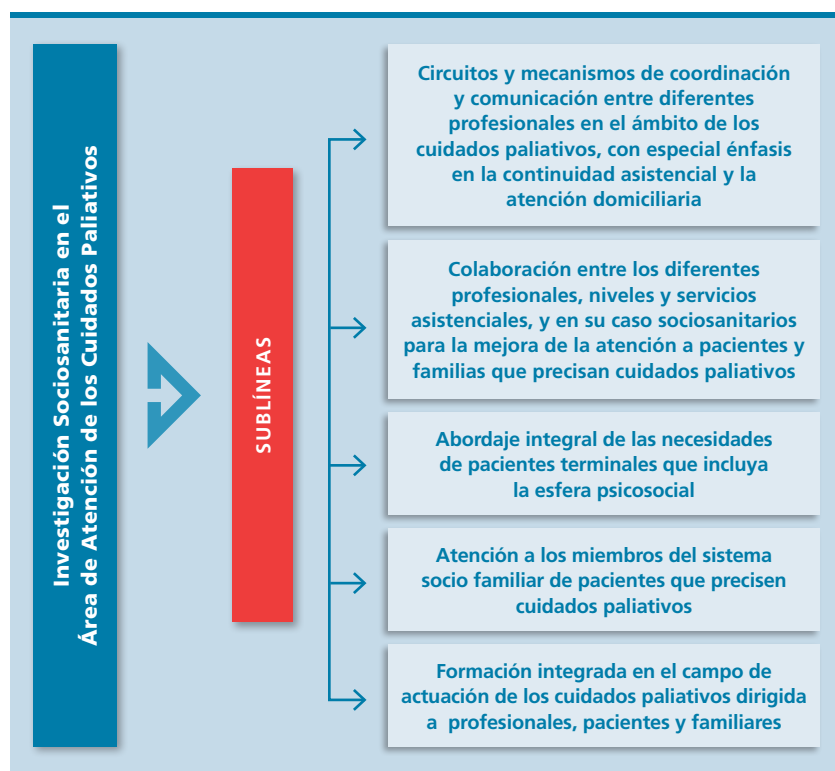 Investigación Sociosanitaria en el
Área de Atención de los Cuidados Paliativos
SUBLÍNEAS
Circuitos y mecanismos de coordinación
y comunicación entre diferentes
profesionales en el ámbito de los
cuidados paliativos, con especial énfasis
en la continuidad asistencial y la
atención domiciliaria
Colaboración entre los diferentes
profesionales, niveles y servicios
asistenciales, y en su caso sociosanitarios
para la mejora de la atención a pacientes y
familias que precisan cuidados paliativos
Abordaje integral de las necesidades
de pacientes terminales que incluya
la esfera psicosocial
Atención a los miembros del sistema
socio familiar de pacientes que precisen
cuidados paliativos
Formación integrada en el campo de
actuación de los cuidados paliativos dirigida
a profesionales, pacientes y familiares